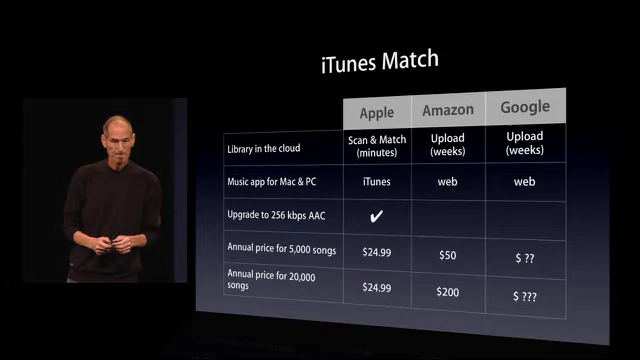 iTunes Match
Apple Amazon Google
Library in the cloud Scan & Match (minutes) Upload (weeks) Upload (weeks)
Music app for Mac & PC iTunes web web
Upgrade to 256 kbps AAC ✔
Annual price for 5,000 songs $24.99 $50 $ ??
Annual price for 20,000 songs $24.99 $200 $ ???